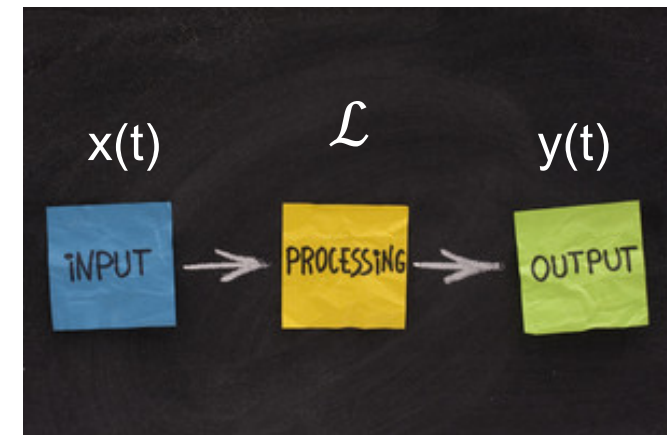 x(t) ℒ y(t)
iNPUT PROCESSiNG OUTPUT